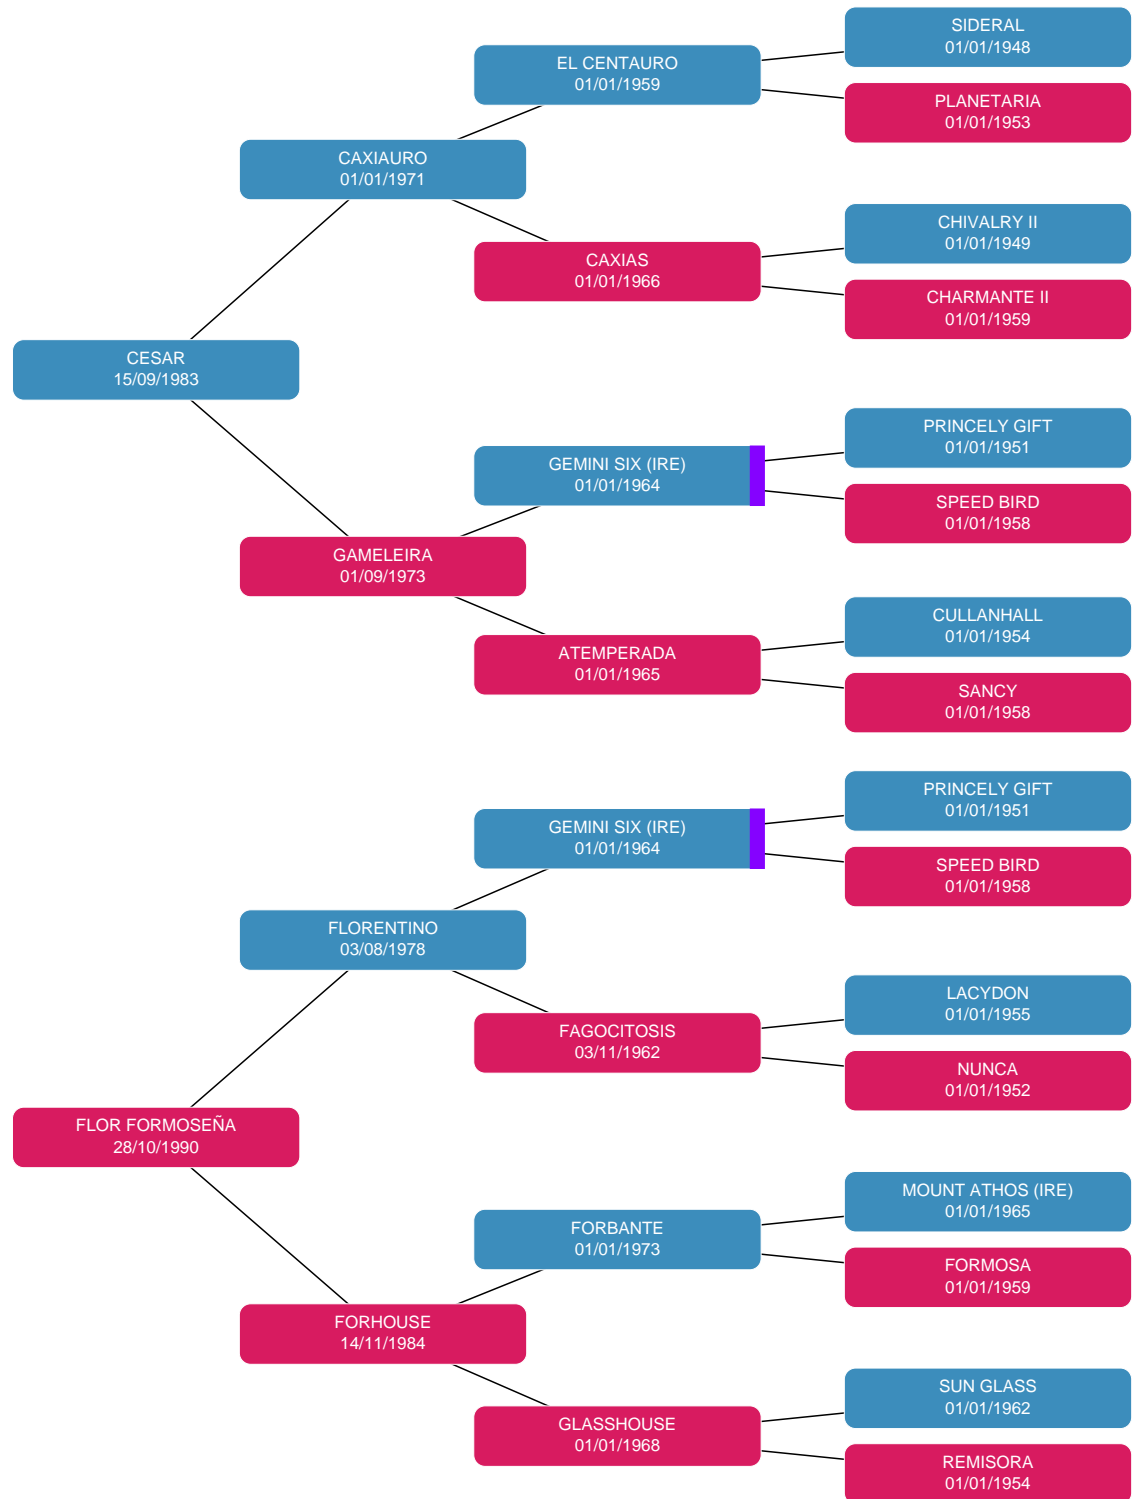 SIDERAL
01/01/1948
EL CENTAURO
01/01/1959
PLANETARIA
01/01/1953
CAXIAURO
01/01/1971
CHIVALRY II
01/01/1949
CAXIAS
01/01/1966
CHARMANTE II
01/01/1959
CESAR
15/09/1983
PRINCELY GIFT
01/01/1951
GEMINI SIX (IRE)
01/01/1964
SPEED BIRD
01/01/1958
GAMELEIRA
01/09/1973
CULLANHALL
01/01/1954
ATEMPERADA
01/01/1965
SANCY
01/01/1958
PRINCELY GIFT
01/01/1951
GEMINI SIX (IRE)
01/01/1964
SPEED BIRD
01/01/1958
FLORENTINO
03/08/1978
LACYDON
01/01/1955
FAGOCITOSIS
03/11/1962
NUNCA
01/01/1952
FLOR FORMOSEÑA
28/10/1990
MOUNT ATHOS (IRE)
01/01/1965
FORBANTE
01/01/1973
FORMOSA
01/01/1959
FORHOUSE
14/11/1984
SUN GLASS
01/01/1962
GLASSHOUSE
01/01/1968
REMISORA
01/01/1954